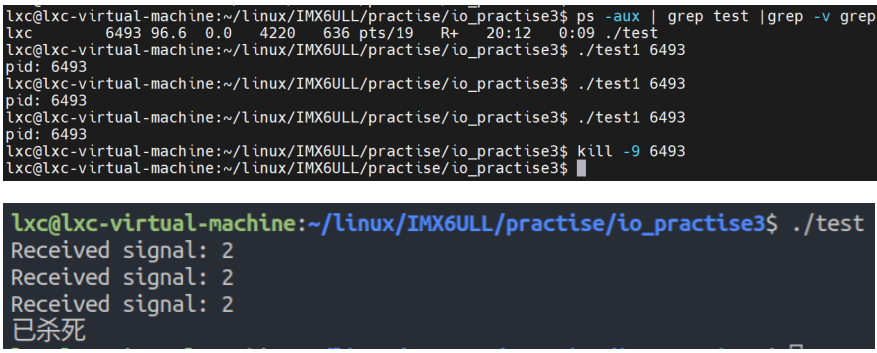 lxc@lxc-virtual-machine:~/linux/IMX6ULL/practise/io_practise3$ ps -aux | grep test |grep -v grep
lxc       6493 96.6  0.0   4220   636 pts/19   R+   20:12   0:09 ./test
lxc@lxc-virtual-machine:~/linux/IMX6ULL/practise/io_practise3$ ./test1 6493
pid: 6493
lxc@lxc-virtual-machine:~/linux/IMX6ULL/practise/io_practise3$ ./test1 6493
pid: 6493
lxc@lxc-virtual-machine:~/linux/IMX6ULL/practise/io_practise3$ ./test1 6493
pid: 6493
lxc@lxc-virtual-machine:~/linux/IMX6ULL/practise/io_practise3$ kill -9 6493
lxc@lxc-virtual-machine:~/linux/IMX6ULL/practise/io_practise3$
lxc@lxc-virtual-machine:~/linux/IMX6ULL/practise/io_practise3$ ./test
Received signal: 2
Received signal: 2
Received signal: 2
已杀死